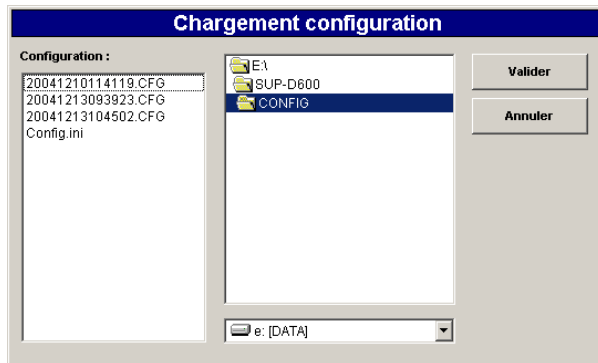 Chargement configuration
Configuration :
20041210114119.CFG
20041213093923.CFG
20041213104502.CFG
Config.ini
E:\
SUP-D600
CONFIG
e: [DATA]
Valider
Annuler